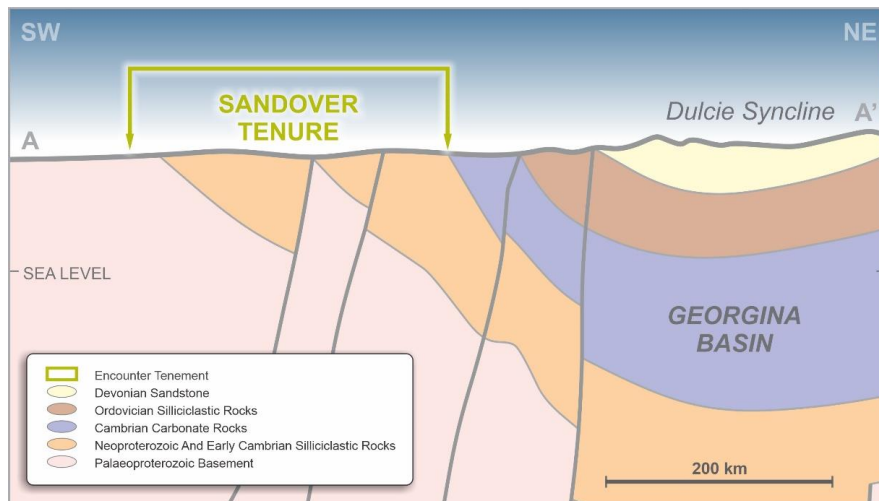 SW
NE
SANDOVER
TENURE
Dulcie Syncline
A
A'
SEA LEVEL
GEORGINA
BASIN
Encounter Tenement
Devonian Sandstone
Ordovician Silliciclastic Rocks
Cambrian Carbonate Rocks
Neoproterozoic And Early Cambrian Silliciclastic Rocks
Palaeoproterozoic Basement
200 km